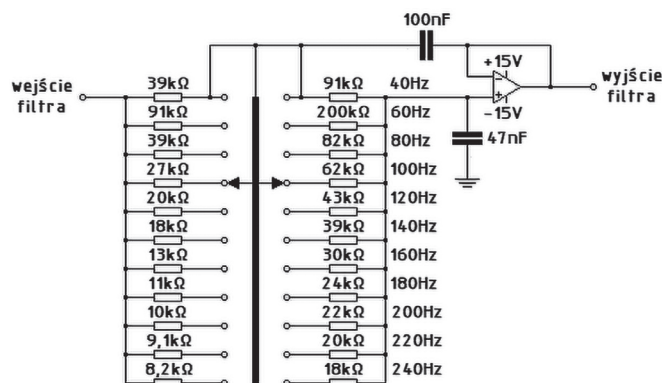 100nF
+15V
wejście
filtra
39kΩ
91kΩ
40Hz
wyjście
filtra
91kΩ
200kΩ
60Hz
-15V
39kΩ
82kΩ
80Hz
47nF
27kΩ
62kΩ
100Hz
20kΩ
43kΩ
120Hz
18kΩ
39kΩ
140Hz
13kΩ
30kΩ
160Hz
11kΩ
24kΩ
180Hz
10kΩ
22kΩ
200Hz
9,1kΩ
20kΩ
220Hz
8,2kΩ
18kΩ
240Hz